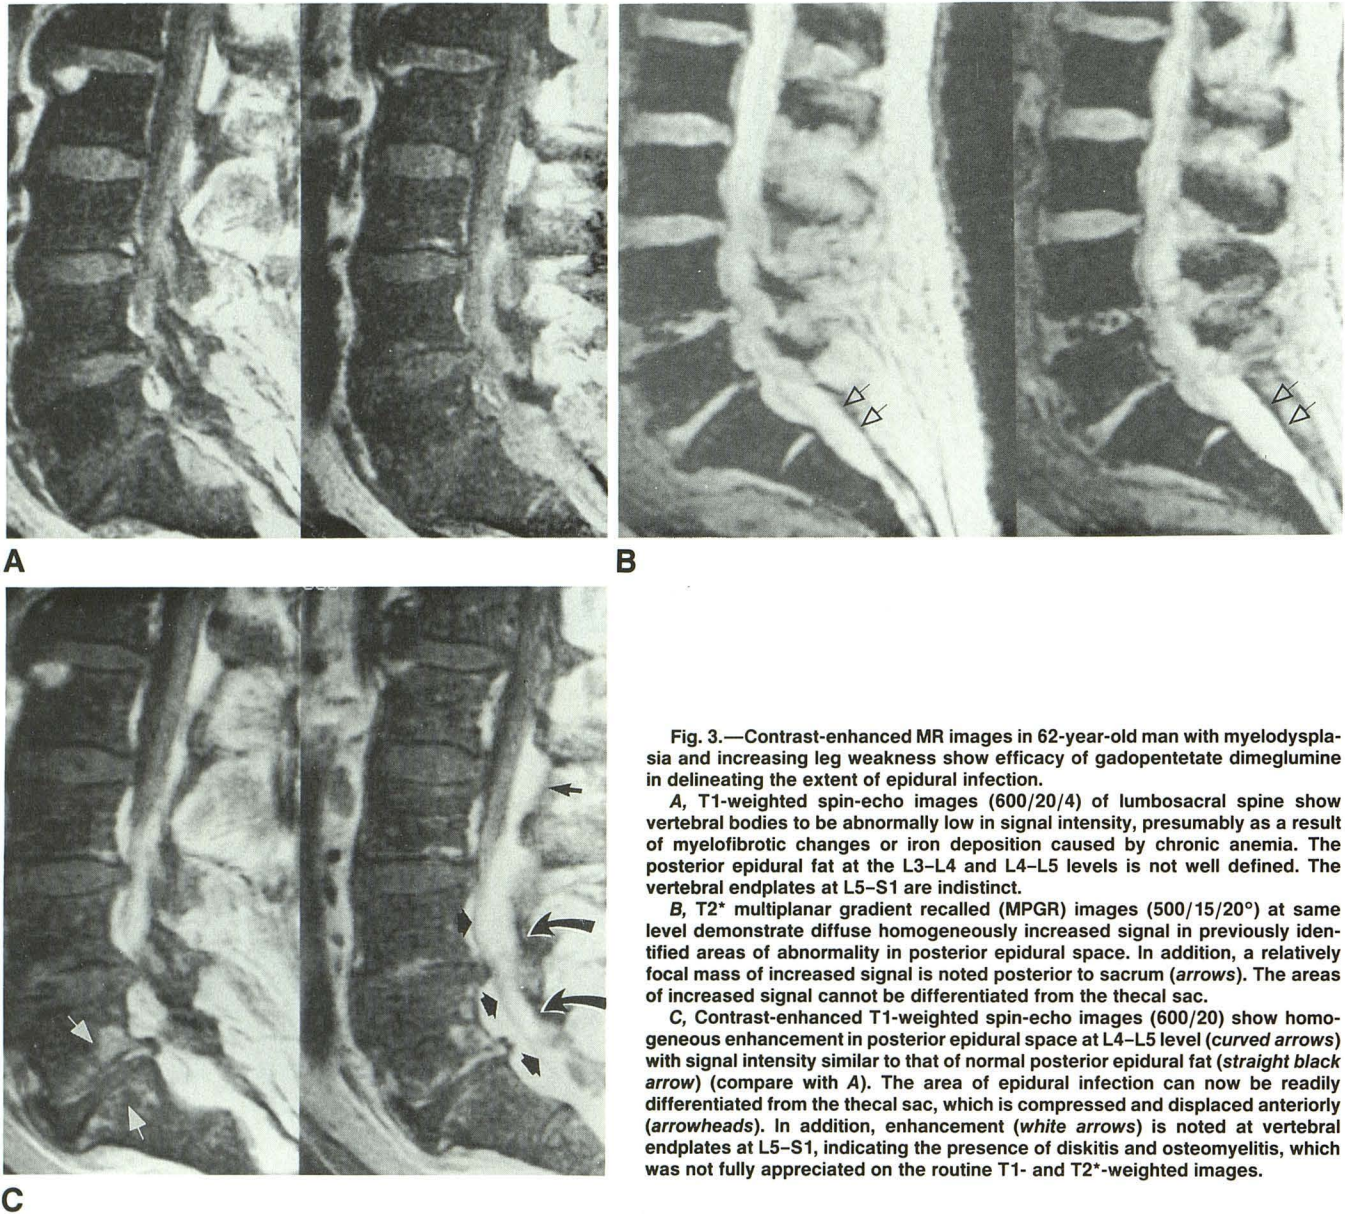 A
B
C
Fig. 3.—Contrast-enhanced MR images in 62-year-old man with myelodyspla-
sia and increasing leg weakness show efficacy of gadopentetate dimeglumine
in delineating the extent of epidural infection.
A, T1-weighted spin-echo images (600/20/4) of lumbosacral spine show
vertebral bodies to be abnormally low in signal intensity, presumably as a result
of myelofibrotic changes or iron deposition caused by chronic anemia. The
posterior epidural fat at the L3–L4 and L4–L5 levels is not well defined. The
vertebral endplates at L5–S1 are indistinct.
B, T2* multiplanar gradient recalled (MPGR) images (500/15/20°) at same
level demonstrate diffuse homogeneously increased signal in previously iden-
tified areas of abnormality in posterior epidural space. In addition, a relatively
focal mass of increased signal is noted posterior to sacrum (arrows). The areas
of increased signal cannot be differentiated from the thecal sac.
C, Contrast-enhanced T1-weighted spin-echo images (600/20) show homo-
geneous enhancement in posterior epidural space at L4–L5 level (curved arrows)
with signal intensity similar to that of normal posterior epidural fat (straight black
arrow) (compare with A). The area of epidural infection can now be readily
differentiated from the thecal sac, which is compressed and displaced anteriorly
(arrowheads). In addition, enhancement (white arrows) is noted at vertebral
endplates at L5–S1, indicating the presence of diskitis and osteomyelitis, which
was not fully appreciated on the routine T1- and T2*-weighted images.